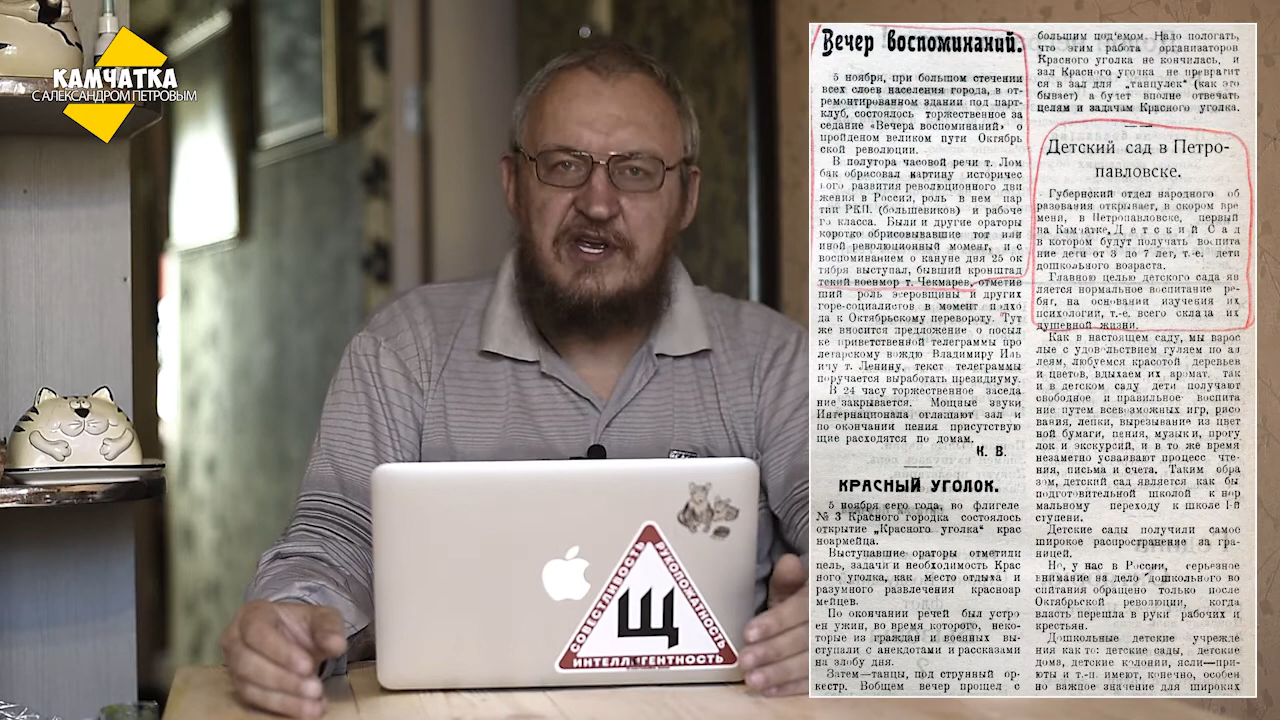 КАМЧАТКА
С АЛЕКСАНДРОМ ПЕТРОВЫМ
СОВЕСТЛИВОСТЬ
РУКОПОЖАТНОСТЬ
Щ
ИНТЕЛЛИГЕНТНОСТЬ
Вечер воспоминаний.
5 ноября, при большом стечении
всех слоев населения города, в от-
ремонтированном здании под парт-
клуб, состоялось торжественное за
седание «Вечера воспоминаний» о
пройденом великом пути Октябрь
ской революции.
В полутора часовой речи т. Лом
бак обрисовал картину историчес
кого развития революционного дви
жения в России, роль в нем пар
тии РКП. (большевиков) и рабоче
го класса. Были и другие ораторы
коротко обрисовывавшие тот или
иной революционный момент, и с
воспоминанием о кануне дня 25 ок
тября выступал, бывший кронштад
тский военмор т. Чекмарев, отметив
ший роль эсеровщины и других
горе-социалистов в момент подхо
да к Октябрьскому перевороту. Тут
же вносится предложение о посыл
ке приветственной телеграммы про
летарскому вождю Владимиру Иль
ичу т. Ленину, текст телеграммы
поручается выработать президиуму.
В 24 часу торжественное заседа
ние закрывается. Мощные звуки
Интернационала оглашают зал и
по окончании пения присутствую
щие расходятся по домам.
К. В.
КРАСНЫЙ УГОЛОК.
5 ноября сего года, во флигеле
№ 3 Красного городка состоялось
открытие „Красного уголка“ крас
ноармейца.
Выступавшие ораторы отметили
цель, задачи и необходимость Крас
ного уголка, как место отдыха и
разумного развлечения красноар
мейцев.
По окончании речей был устро
ен ужин, во время которого, неко-
торые из граждан и военных вы-
ступали с анекдотами и рассказами
на злобу дня.
Затем—танцы, под струнный ор-
кестр. Вобщем вечер прошел с
большим под'емом. Надо пологать,
что этим работа организаторов
Красного уголка не кончилась, и
зал Красного уголка не превратит
ся в зал для „танцулек“ (как это
бывает) а будет вполне отвечать
целям и задачам Красного уголка.
Детский сад в Петро-
павловске.
Губернский отдел народного об
разования открывает, в скором вре
мени, в Петропавловске, первый
на Камчатке, Детский Сад
в котором будут получать воспита
ние дети от 3 до 7 лет, т.-е. дети
дошкольного возраста.
Главною целью детского сада яв
ляется нормальное воспитание ре-
бят, на основании изучения их
психологии, т.-е. всего склада их
душевной жизни.
Как в настоящем саду, мы взрос
лые с удовольствием гуляем по ал
леям, любуемся красотой деревьев
и цветов, вдыхаем их аромат, так
и в детском саду дети получают
свободное и правильное воспита
ние путем всевозможных игр, рисо
вания, лепки, вырезывание из цвет
ной бумаги, пения, музыки, прогу
лок и экскурсий, и в то же время
незаметно усваивают процесс чте-
ния, письма и счета. Таким обра
зом, детский сад является как бы
подготовительной школой к нор
мальному переходу к школе 1-й
ступени.
Детские сады получили самое
широкое распространение за гра-
ницей.
Но, у нас в России, серьезное
внимание на дело дошкольного во
спитания обращено только после
Октябрьской революции, когда
власть перешла в руки рабочих и
крестьян.
Дошкольные детские учрежде
ния как то: детские сады, детские
дома, детские колонии, ясли—при-
юты и т.-п. имеют, конечно, особен
но важное значение для широких